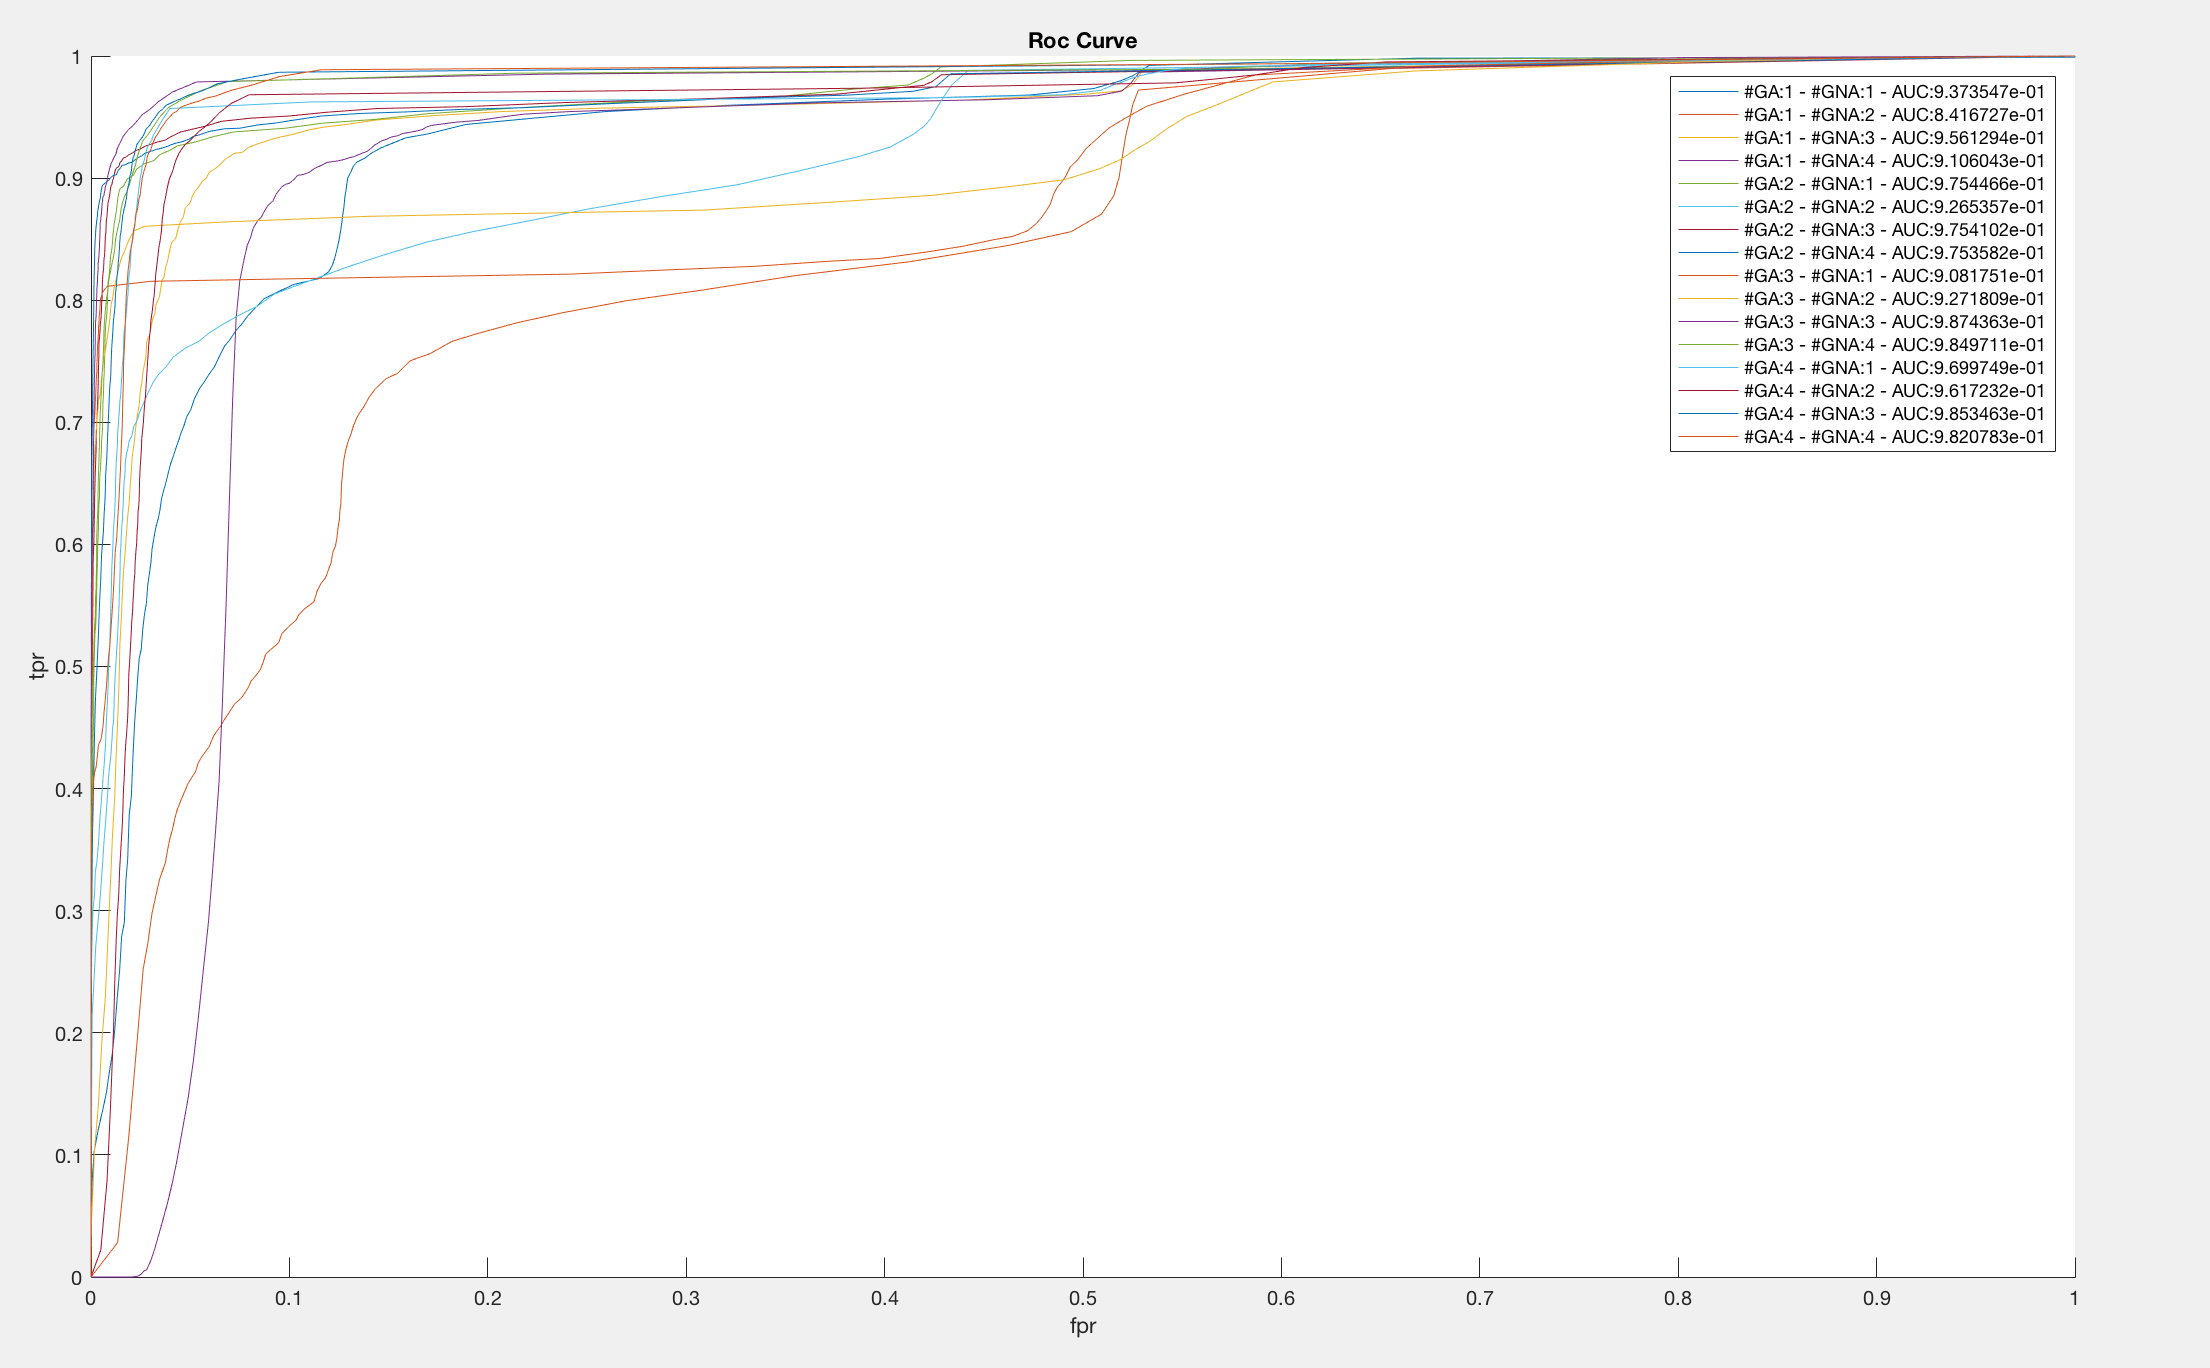 Roc Curve
1
0.9
0.8
0.7
0.6
0.5
0.4
0.3
0.2
0.1
0
tpr
#GA:1 - #GNA:1 - AUC:9.373547e-01
#GA:1 - #GNA:2 - AUC:8.416727e-01
#GA:1 - #GNA:3 - AUC:9.561294e-01
#GA:1 - #GNA:4 - AUC:9.106043e-01
#GA:2 - #GNA:1 - AUC:9.754466e-01
#GA:2 - #GNA:2 - AUC:9.265357e-01
#GA:2 - #GNA:3 - AUC:9.754102e-01
#GA:2 - #GNA:4 - AUC:9.753582e-01
#GA:3 - #GNA:1 - AUC:9.081751e-01
#GA:3 - #GNA:2 - AUC:9.271809e-01
#GA:3 - #GNA:3 - AUC:9.874363e-01
#GA:3 - #GNA:4 - AUC:9.849711e-01
#GA:4 - #GNA:1 - AUC:9.699749e-01
#GA:4 - #GNA:2 - AUC:9.617232e-01
#GA:4 - #GNA:3 - AUC:9.853463e-01
#GA:4 - #GNA:4 - AUC:9.820783e-01
0 0.1 0.2 0.3 0.4 0.5 0.6 0.7 0.8 0.9 1
fpr